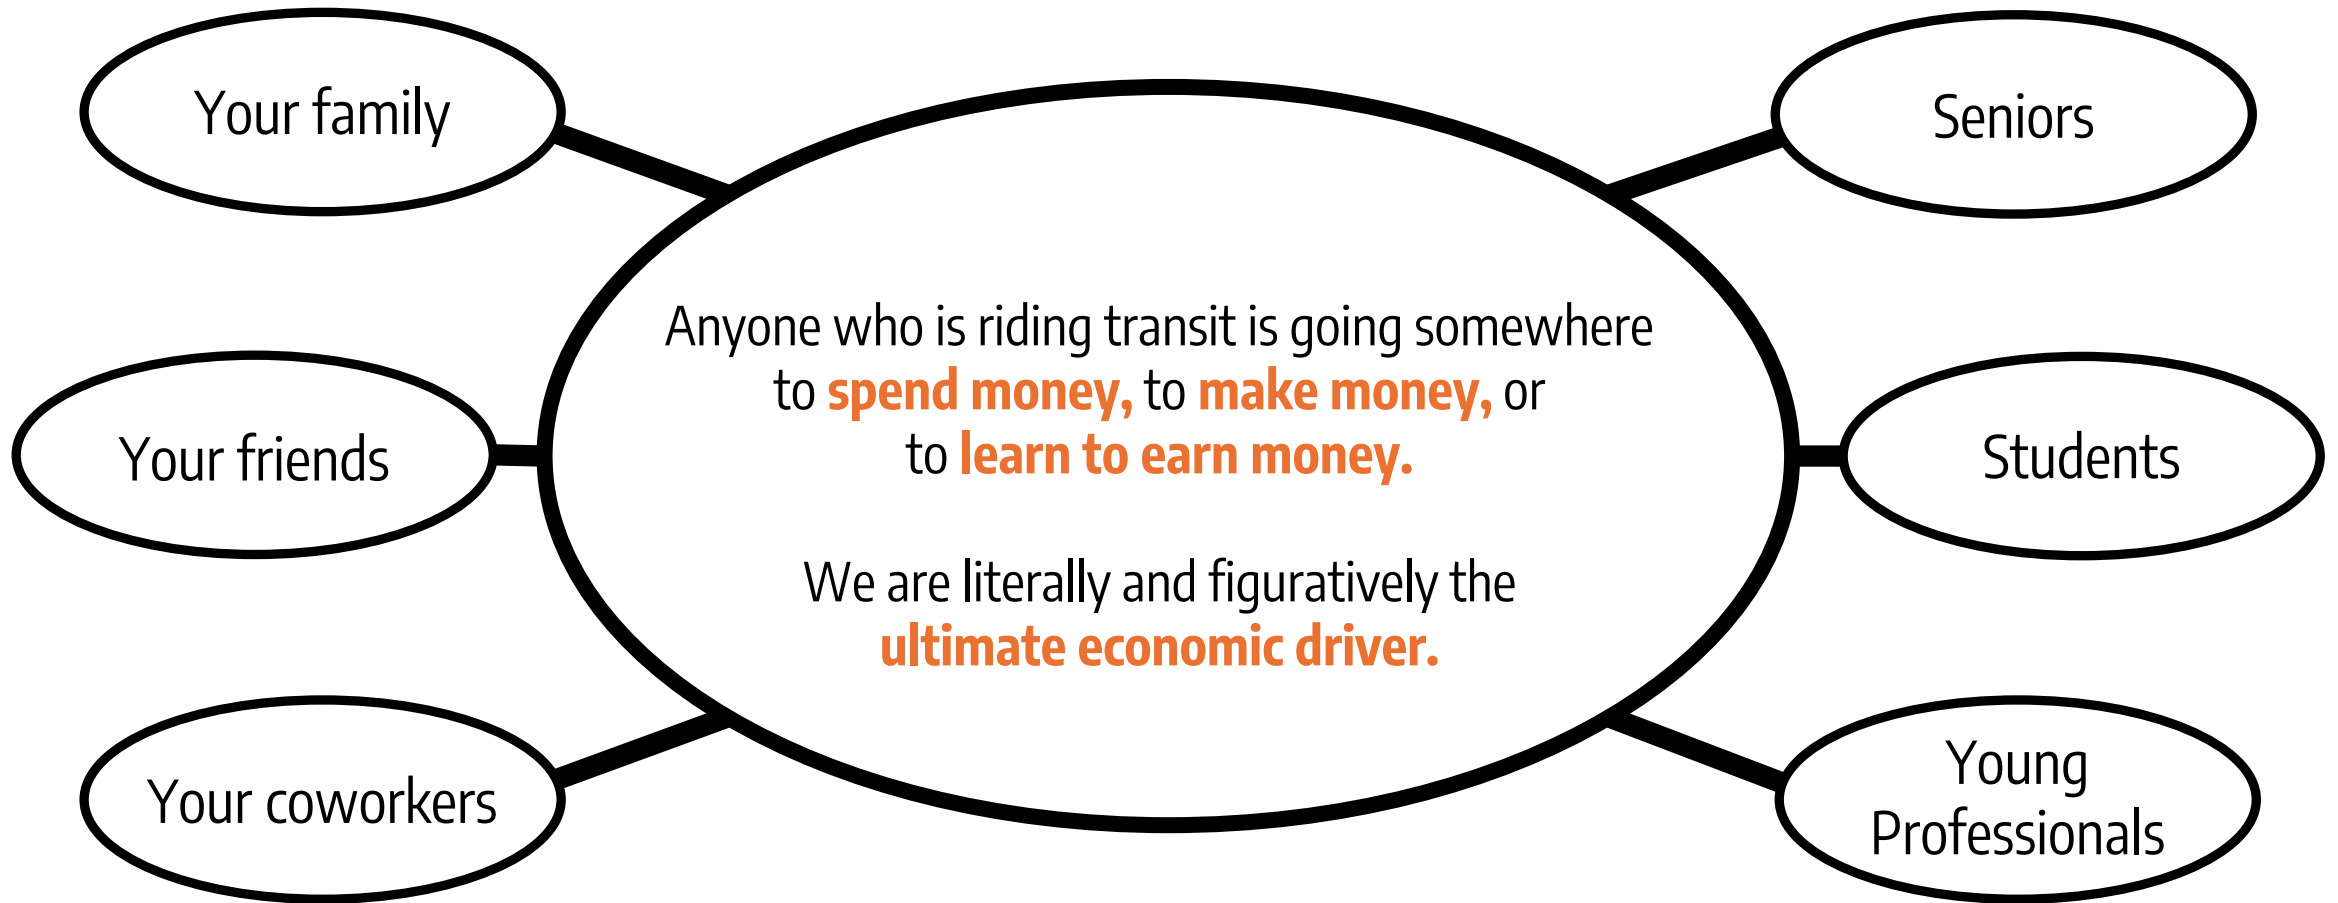 Your family
Seniors
Anyone who is riding transit is going somewhere
to spend money, to make money, or
to learn to earn money.
Your friends
Students
We are literally and figuratively the
ultimate economic driver.
Your coworkers
Young
Professionals